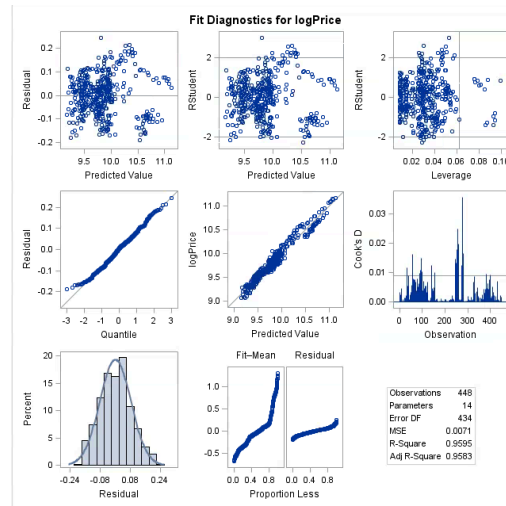 Fit Diagnostics for logPrice
0.2
0.1
0.0
-0.1
-0.2
Residual
9.5 10.0 10.5 11.0
Predicted Value
2
0
-2
RStudent
9.5 10.0 10.5 11.0
Predicted Value
2
0
-2
RStudent
0.02 0.04 0.06 0.08 0.10
Leverage
0.2
0.1
0.0
-0.1
-0.2
Residual
-3 -2 -1 0 1 2 3
Quantile
11.0
10.5
10.0
9.5
9.0
logPrice
9.0 9.5 10.0 10.5 11.0
Predicted Value
0.03
0.02
0.01
0.00
Cook's D
0 100 200 300 400
Observation
20
15
10
5
0
Percent
-0.24 -0.08 0.08 0.24
Residual
Fit–Mean Residual
1.0
0.5
0.0
-0.5
0.0 0.4 0.8 0.0 0.4 0.8
Proportion Less
Observations 448
Parameters 14
Error DF 434
MSE 0.0071
R-Square 0.9595
Adj R-Square 0.9583